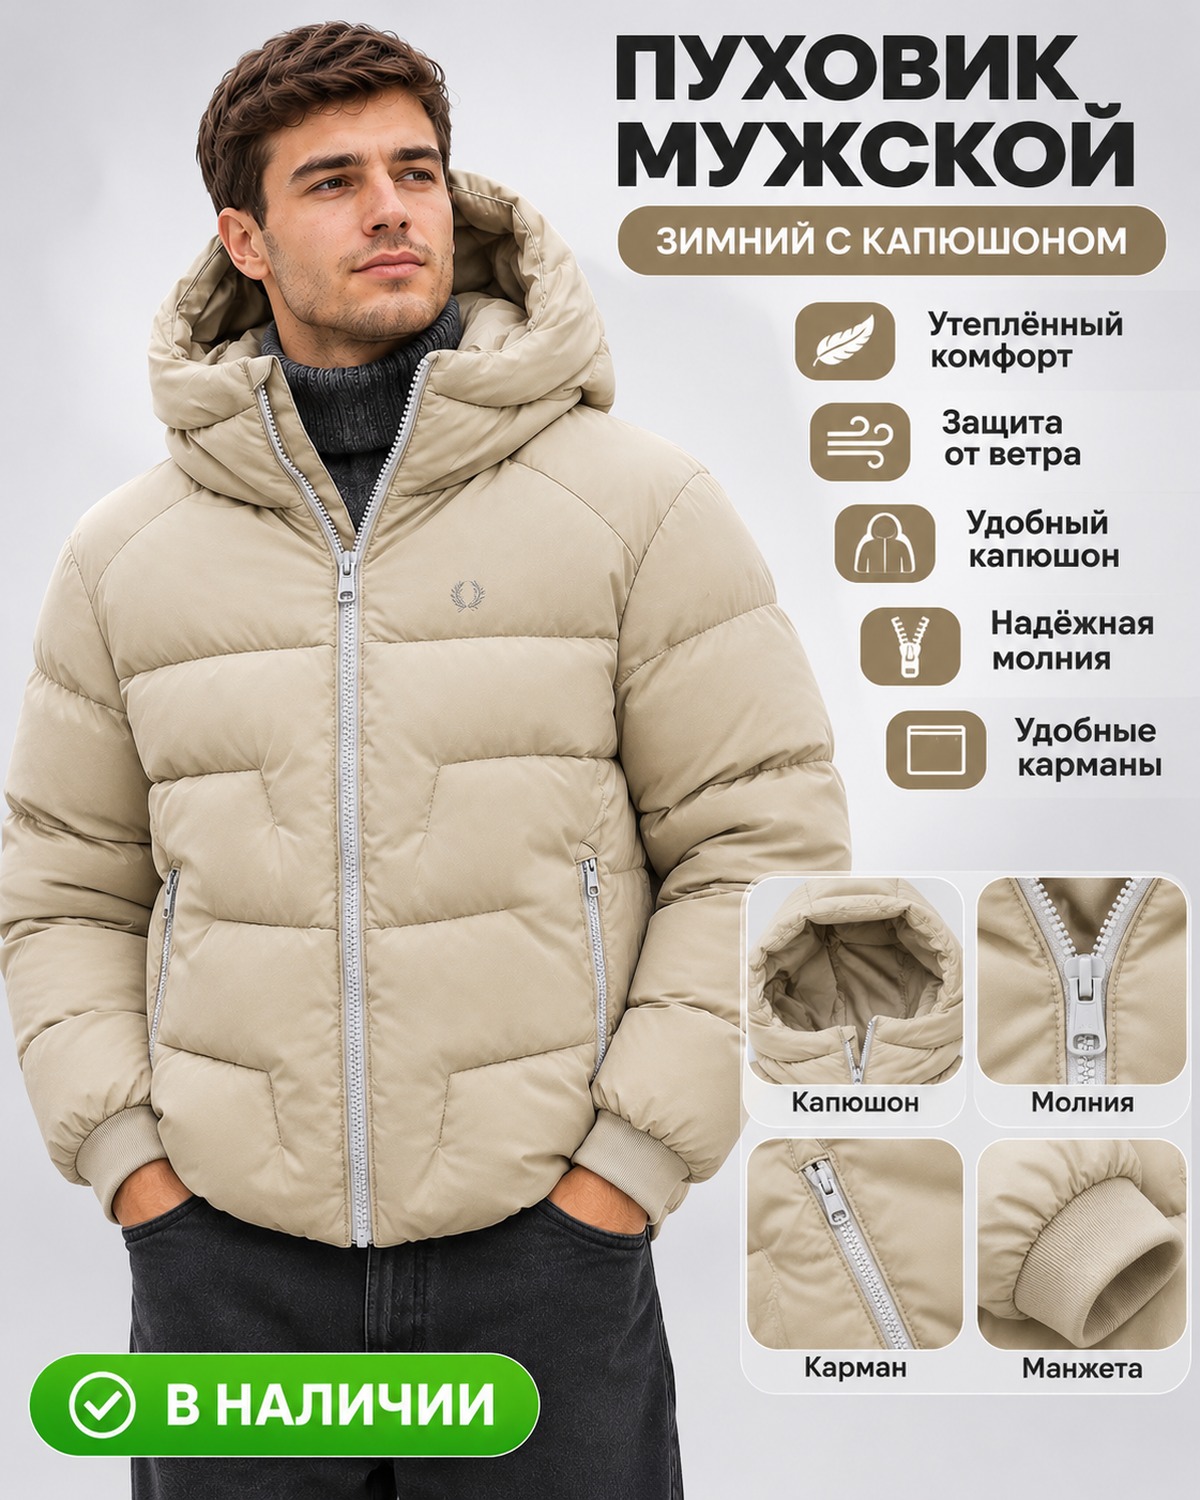 ПУХОВИК
МУЖСКОЙ
ЗИМНИЙ С КАПЮШОНОМ
Утеплённый
комфорт
Защита
от ветра
Удобный
капюшон
Надёжная
молния
Удобные
карманы
Капюшон
Молния
Карман
Манжета
В НАЛИЧИИ